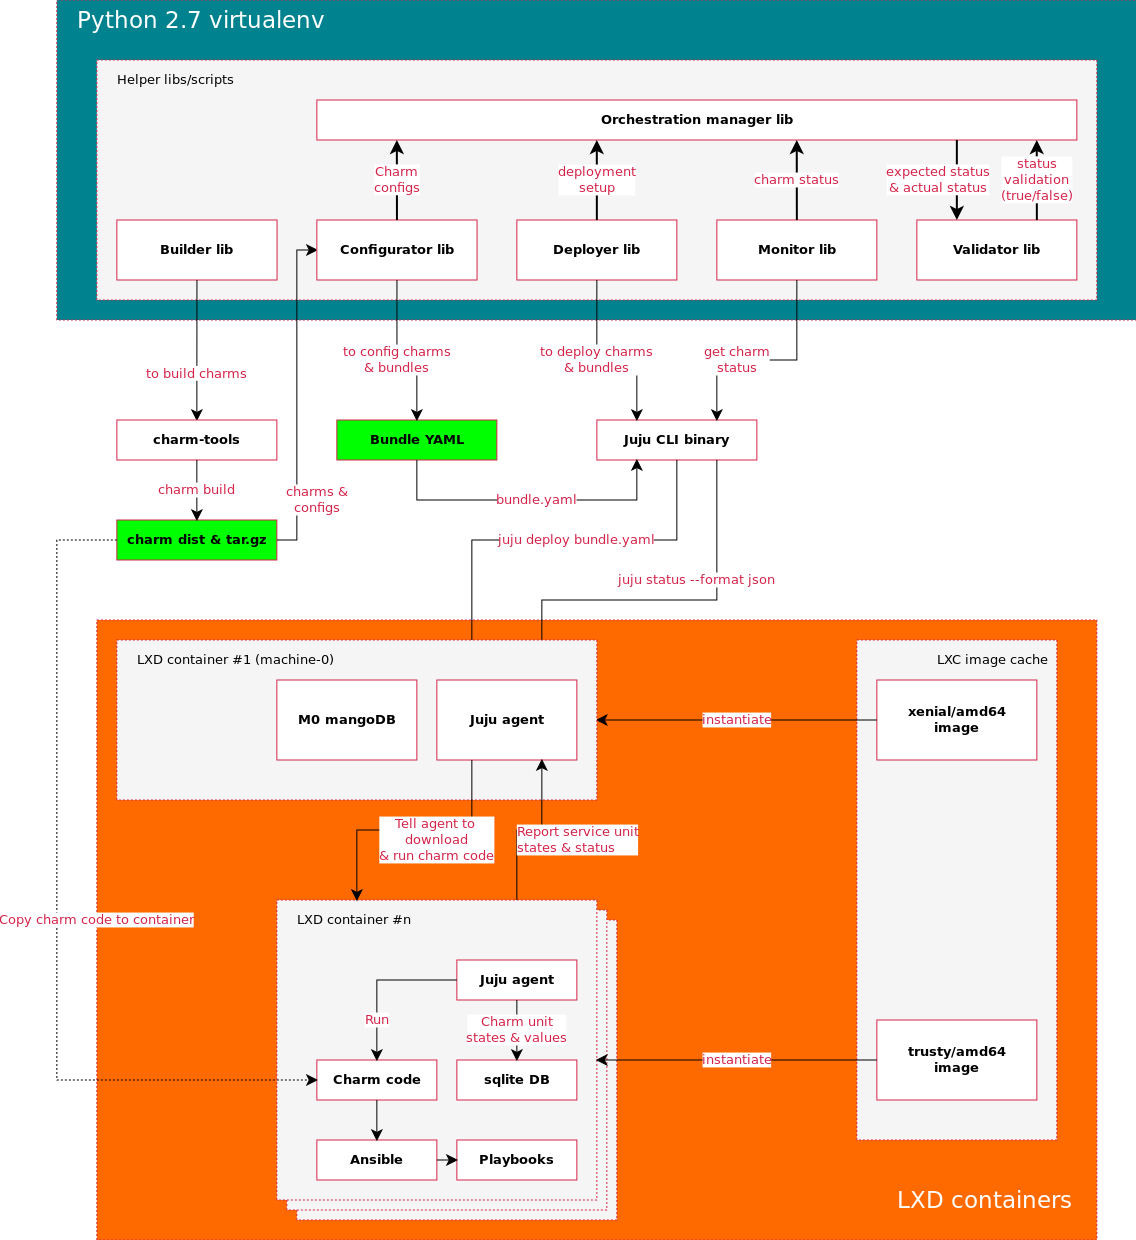 Python 2.7 virtualenv
Helper libs/scripts
Orchestration manager lib
Charm
configs
deployment
setup
charm status
expected status
& actual status
status
validation
(true/false)
Builder lib
Configurator lib
Deployer lib
Monitor lib
Validator lib
to build charms
to config charms
& bundles
to deploy charms
& bundles
get charm
status
charm-tools
Bundle YAML
Juju CLI binary
charm build
charms &
configs
bundle.yaml
charm dist & tar.gz
juju deploy bundle.yaml
juju status --format json
LXD container #1 (machine-0)
LXC image cache
M0 mangoDB
Juju agent
instantiate
xenial/amd64
image
Tell agent to
download
& run charm code
Report service unit
states & status
Copy charm code to container
LXD container #n
Juju agent
Run
Charm unit
states & values
instantiate
trusty/amd64
image
Charm code
sqlite DB
Ansible
Playbooks
LXD containers